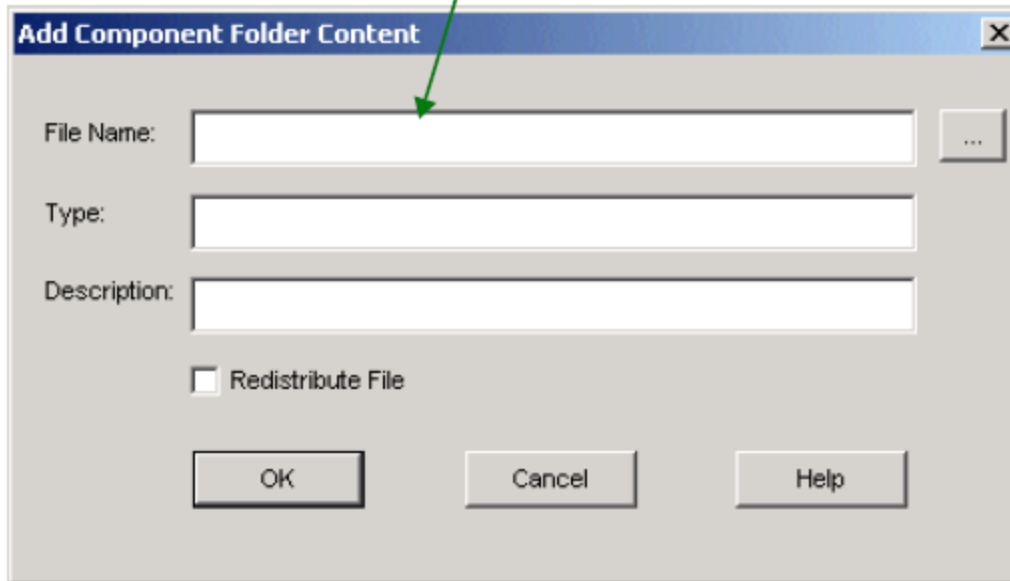 Add Component Folder Content
File Name:
...
Type:
Description:
Redistribute File
OK Cancel Help